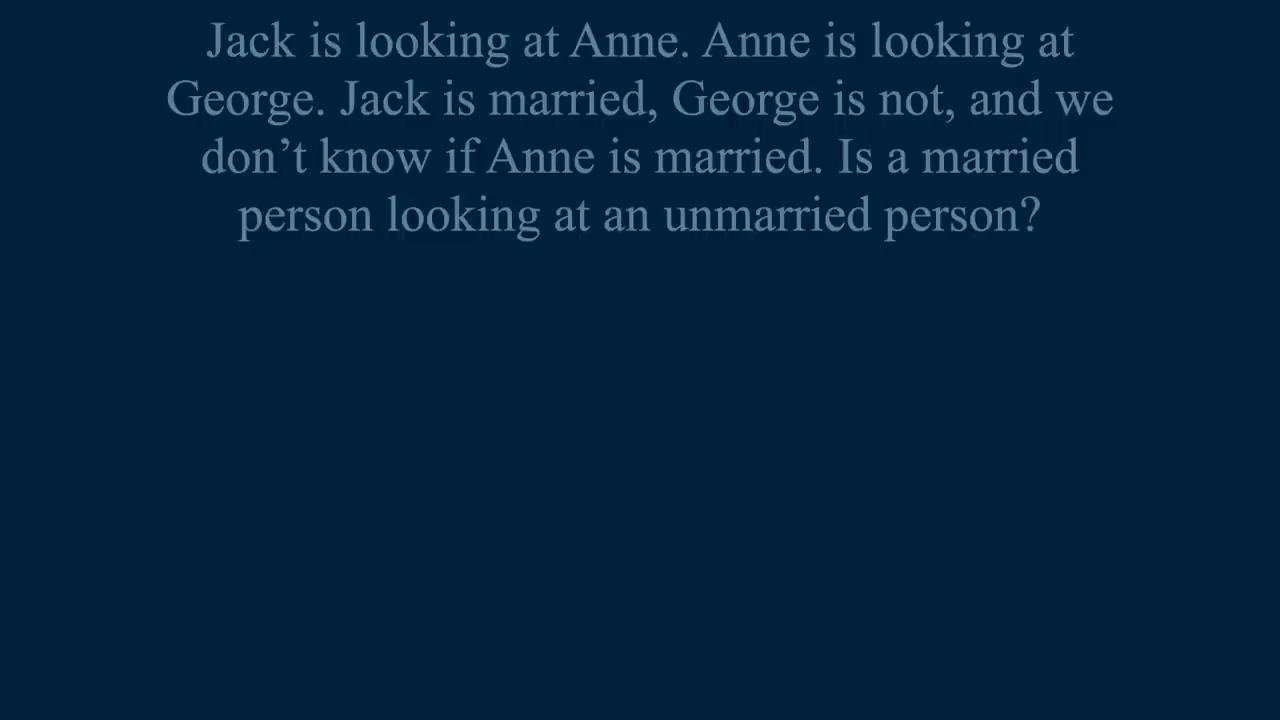 Jack is looking at Anne. Anne is looking at
George. Jack is married, George is not, and we
don’t know if Anne is married. Is a married
person looking at an unmarried person?